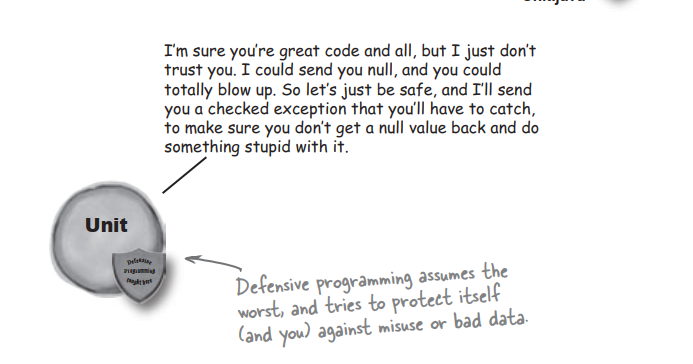 I'm sure you're great code and all, but I just don't
trust you. I could send you null, and you could
totally blow up. So let's just be safe, and I'll send
you a checked exception that you'll have to catch,
to make sure you don't get a null value back and do
something stupid with it.
Unit
Defensive
programming
taught here
Defensive programming assumes the
worst, and tries to protect itself
(and you) against misuse or bad data.